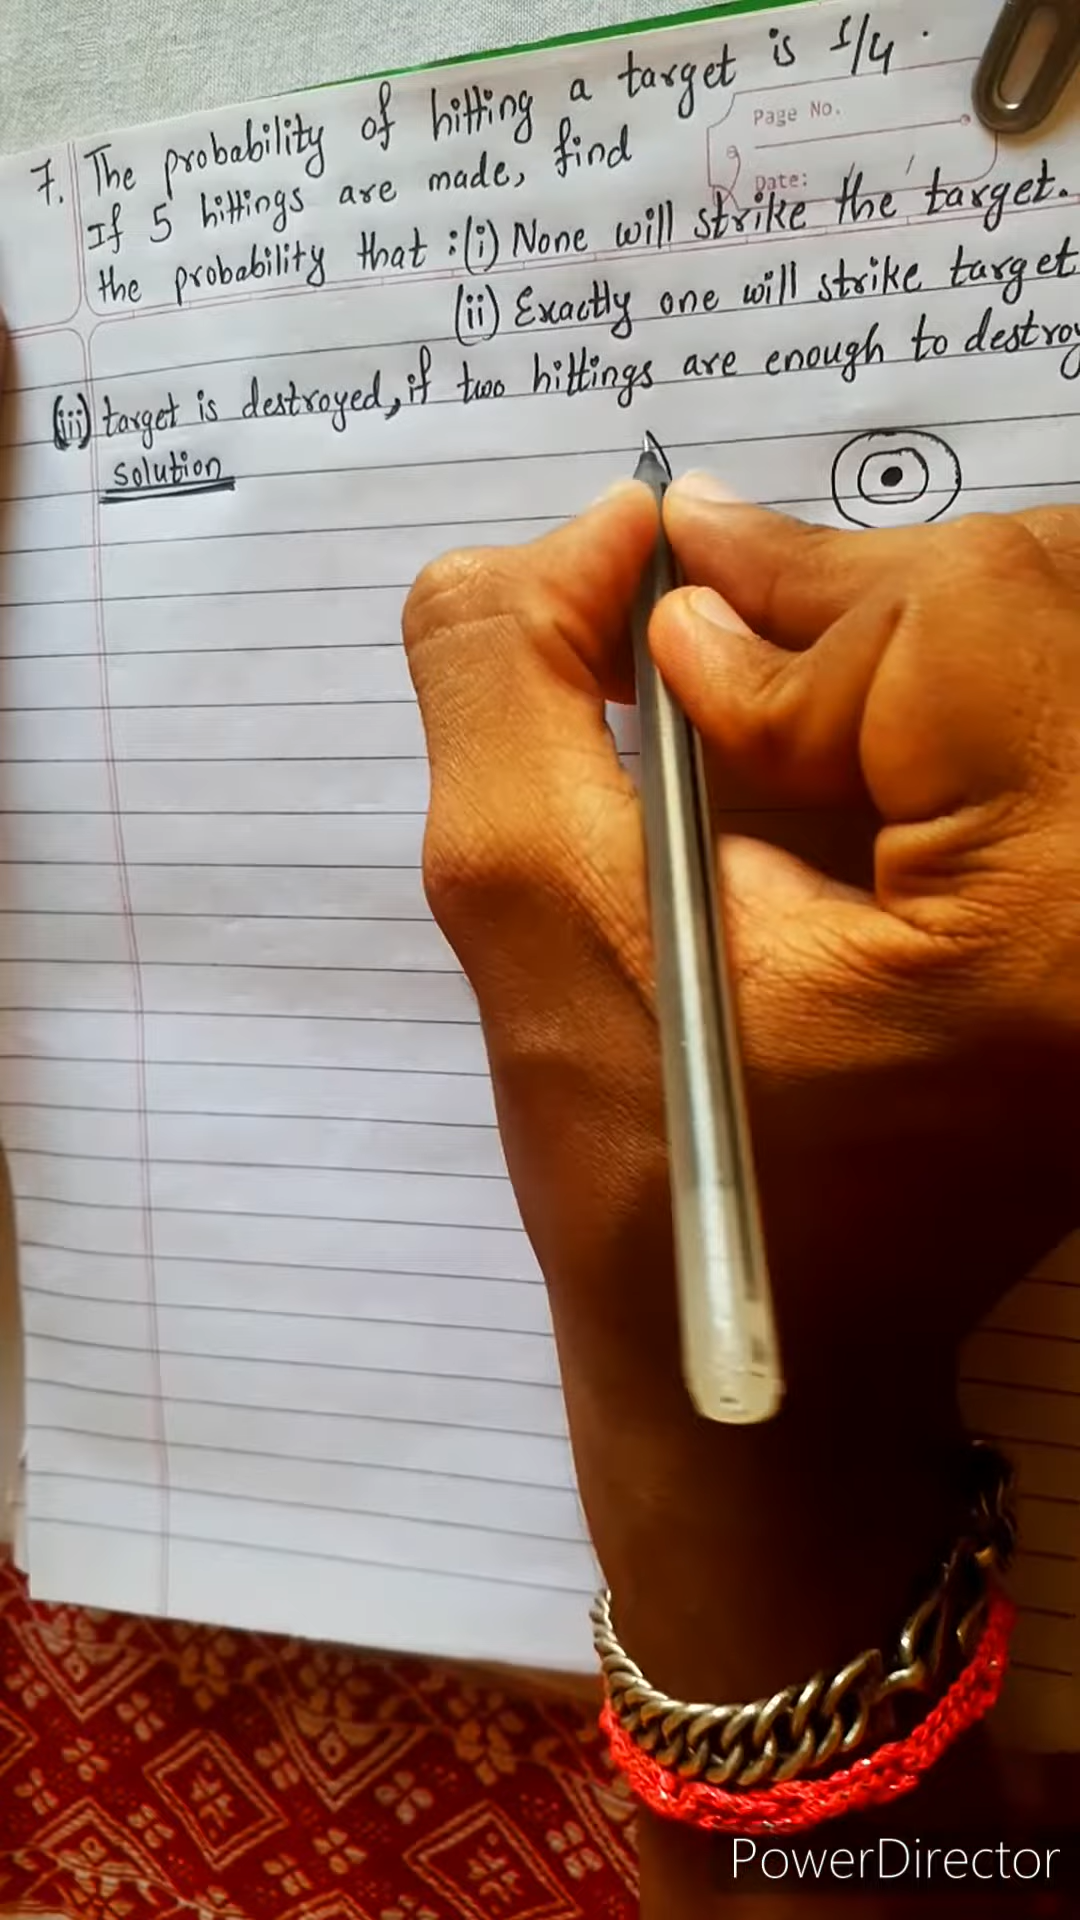 7. The probability of hitting a target is 1/4.
If 5 hittings are made, find
the probability that : (i) None will strike the target.
(ii) Exactly one will strike target
(iii) target is destroyed, if two hittings are enough to destroy
solution
Page No.
Date:
PowerDirector